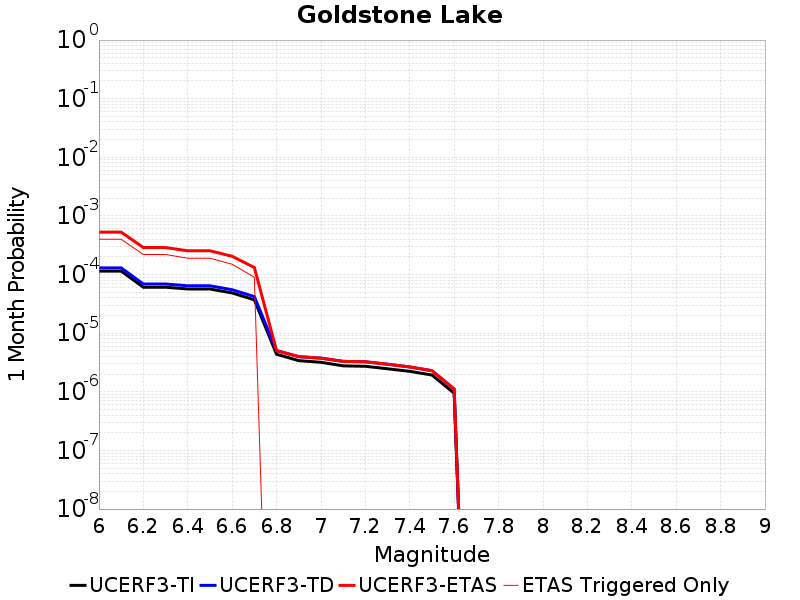 Goldstone Lake
1 Month Probability
10^0
10^-1
10^-2
10^-3
10^-4
10^-5
10^-6
10^-7
10^-8
6 6.2 6.4 6.6 6.8 7 7.2 7.4 7.6 7.8 8 8.2 8.4 8.6 8.8 9
Magnitude
UCERF3-TI UCERF3-TD UCERF3-ETAS ETAS Triggered Only